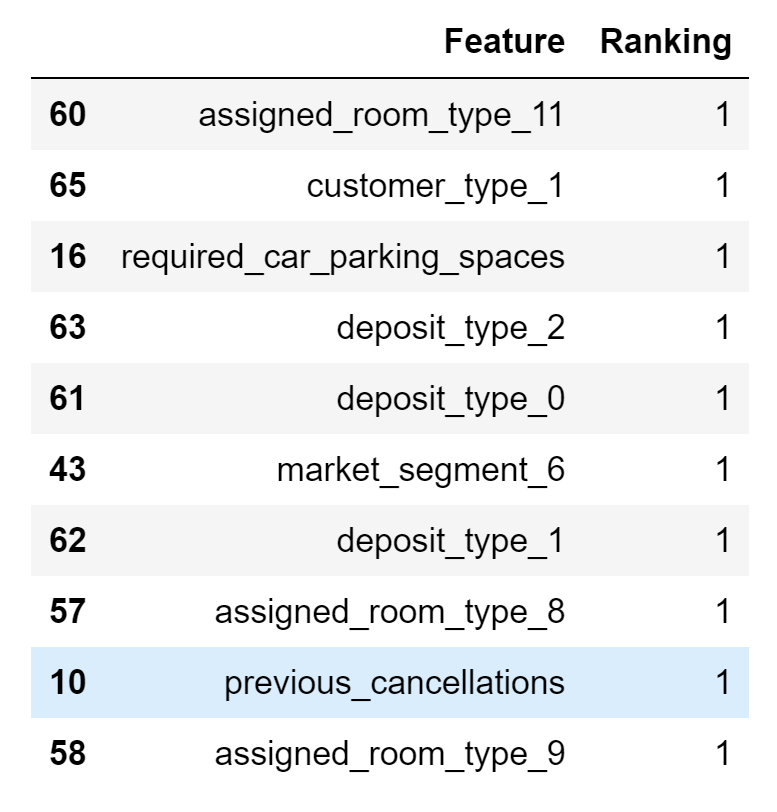 Feature Ranking
60 assigned_room_type_11 1
65 customer_type_1 1
16 required_car_parking_spaces 1
63 deposit_type_2 1
61 deposit_type_0 1
43 market_segment_6 1
62 deposit_type_1 1
57 assigned_room_type_8 1
10 previous_cancellations 1
58 assigned_room_type_9 1